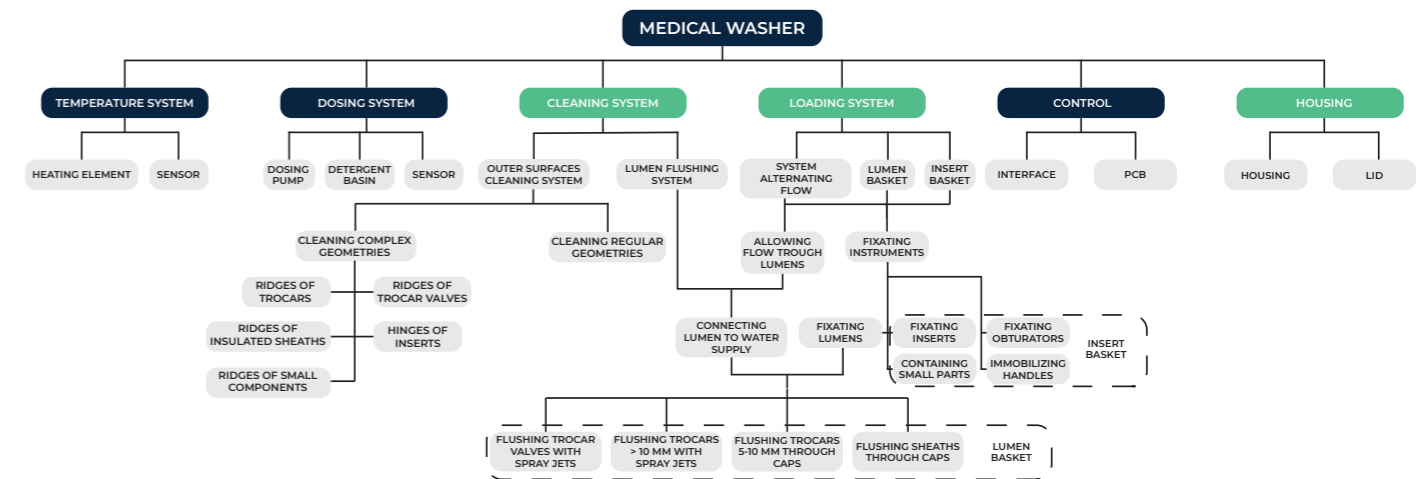 MEDICAL WASHER
TEMPERATURE SYSTEM
DOSING SYSTEM
CLEANING SYSTEM
LOADING SYSTEM
CONTROL
HOUSING
HEATING ELEMENT
SENSOR
DOSING
PUMP
DETERGENT
BASIN
SENSOR
OUTER SURFACES
CLEANING SYSTEM
LUMEN FLUSHING
SYSTEM
SYSTEM
ALTERNATING
FLOW
LUMEN
BASKET
INSERT
BASKET
INTERFACE
PCB
HOUSING
LID
CLEANING COMPLEX
GEOMETRIES
CLEANING REGULAR
GEOMETRIES
ALLOWING
FLOW TROUGH
LUMENS
FIXATING
INSTRUMENTS
RIDGES OF
TROCARS
RIDGES OF
TROCAR VALVES
RIDGES OF
INSULATED SHEATHS
HINGES OF
INSERTS
RIDGES OF SMALL
COMPONENTS
CONNECTING
LUMEN TO WATER
SUPPLY
FIXATING
LUMENS
FIXATING
INSERTS
FIXATING
OBTURATORS
CONTAINING
SMALL PARTS
IMMOBILIZING
HANDLES
INSERT
BASKET
FLUSHING TROCAR
VALVES WITH
SPRAY JETS
FLUSHING TROCARS
> 10 MM WITH
SPRAY JETS
FLUSHING TROCARS
5-10 MM THROUGH
CAPS
FLUSHING SHEATHS
THROUGH CAPS
LUMEN
BASKET